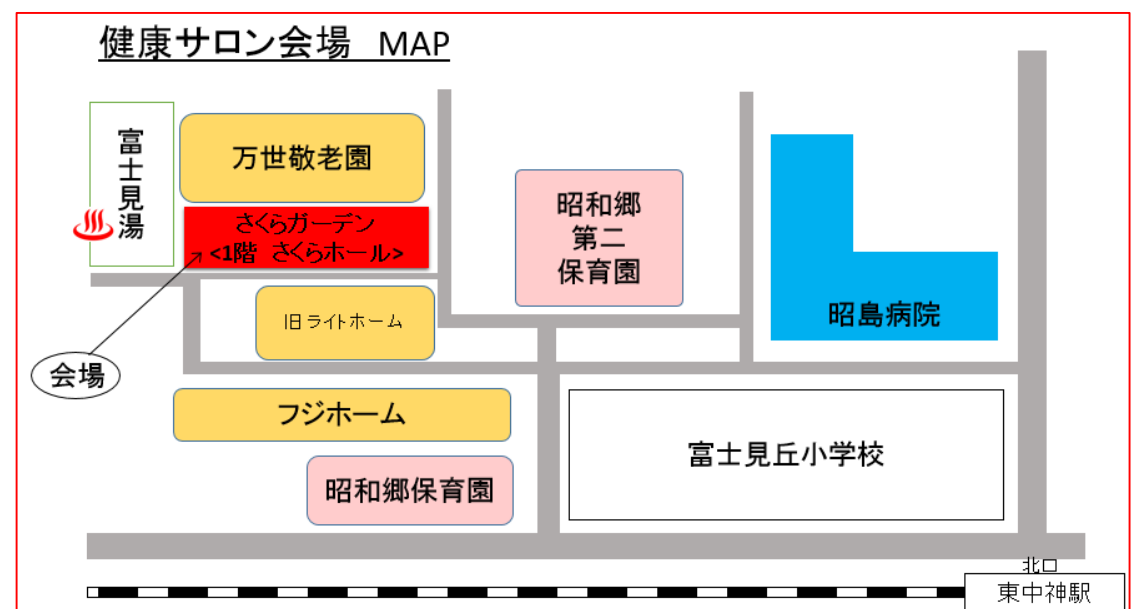 健康サロン会場　MAP
富士見湯
万世敬老園
さくらガーデン
<1階 さくらホール>
昭和郷
第二
保育園
昭島病院
旧ライトホーム
会場
フジホーム
富士見丘小学校
昭和郷保育園
北口
東中神駅